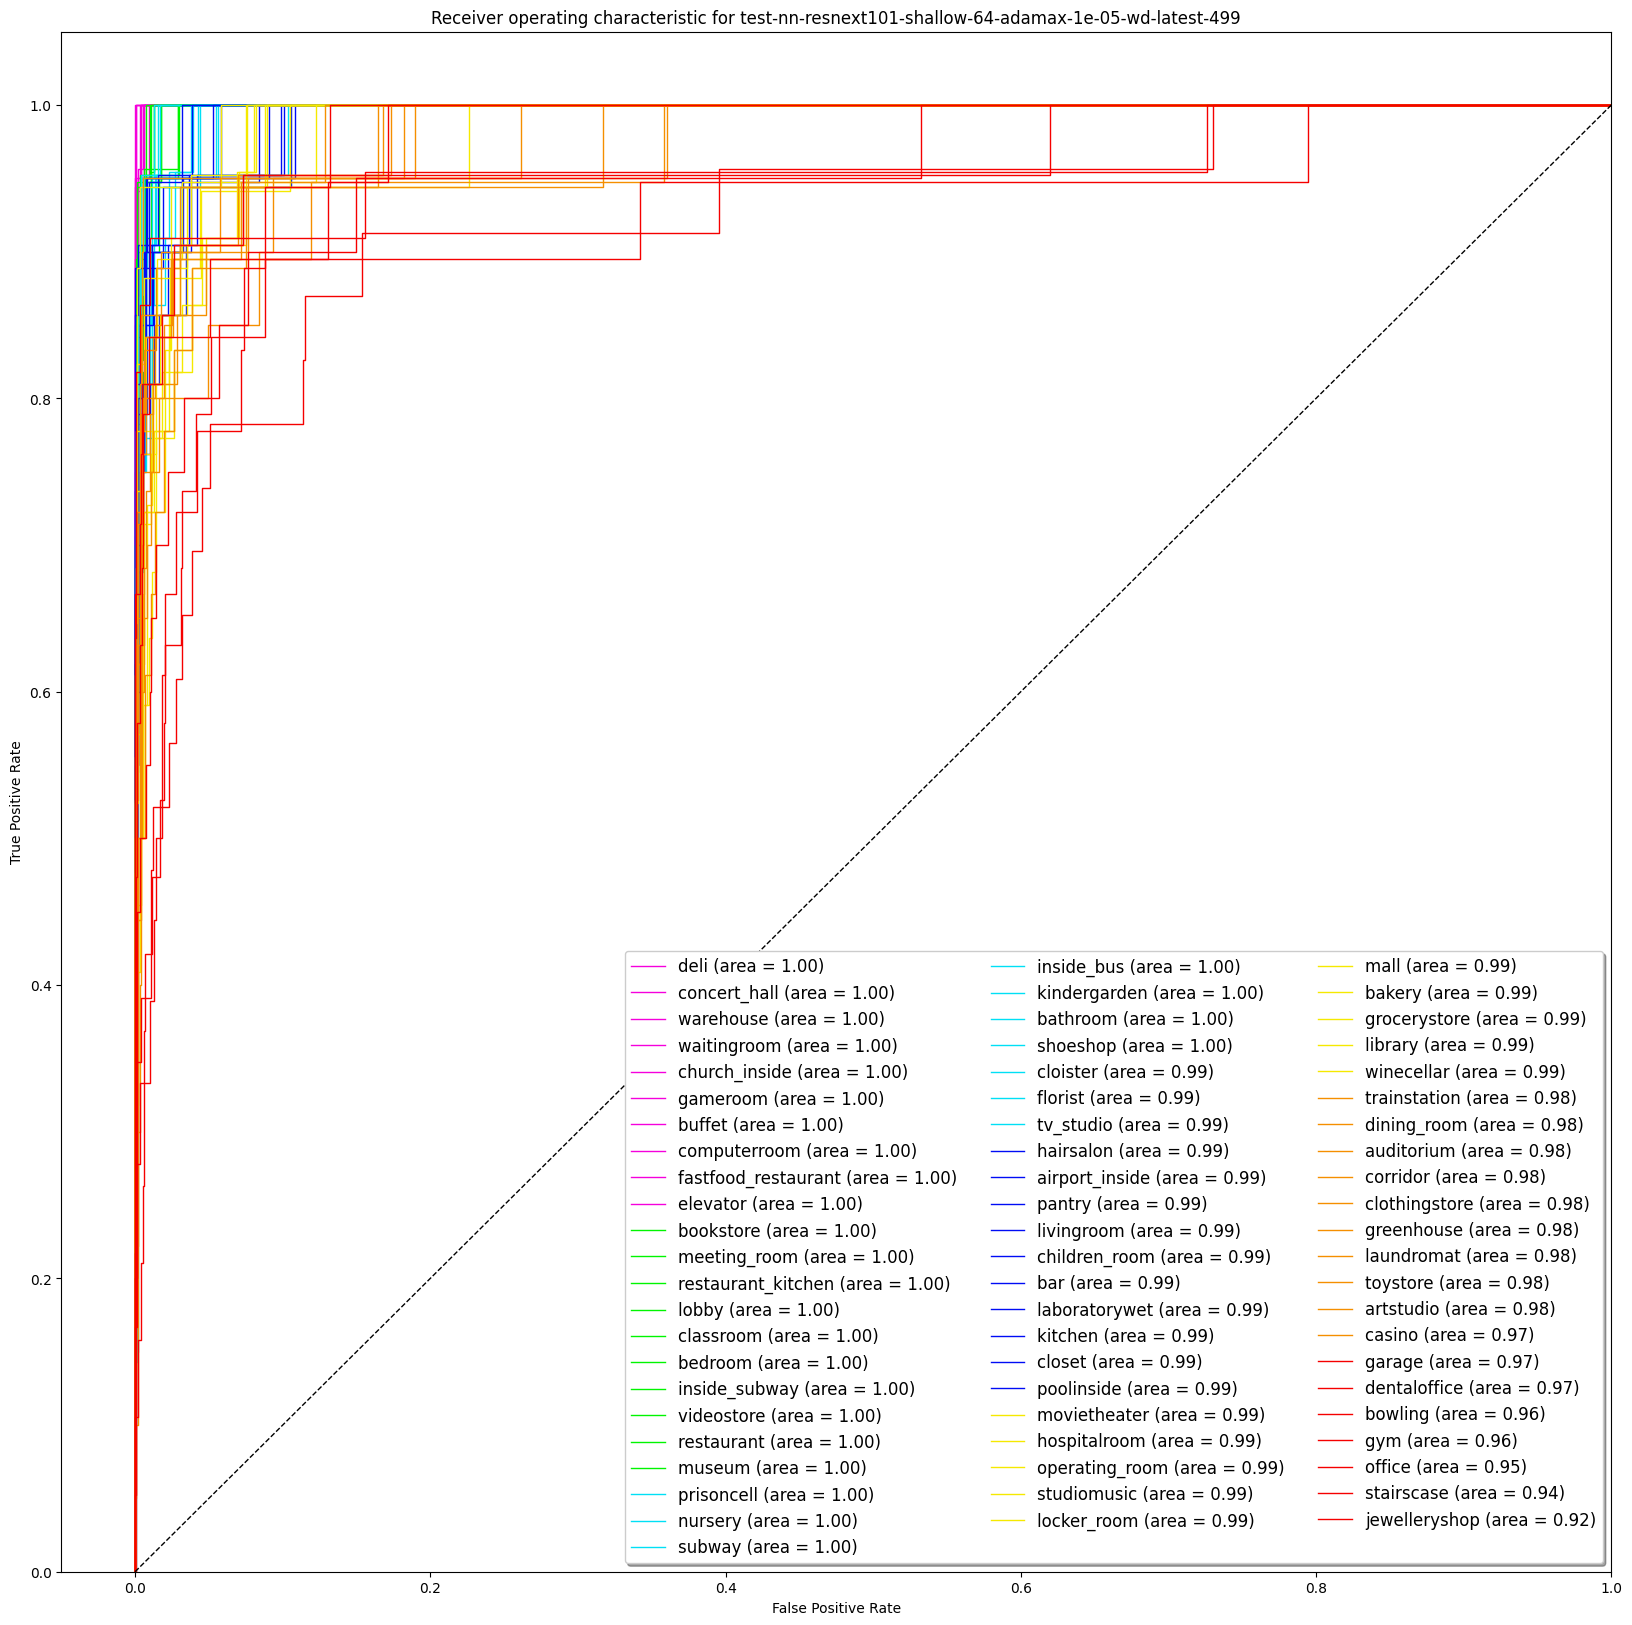 Receiver operating characteristic for test-nn-resnext101-shallow-64-adamax-1e-05-wd-latest-499
1.0
0.8
0.6
0.4
0.2
0.0
True Positive Rate
deli (area = 1.00)
concert_hall (area = 1.00)
warehouse (area = 1.00)
waitingroom (area = 1.00)
church_inside (area = 1.00)
gameroom (area = 1.00)
buffet (area = 1.00)
computerroom (area = 1.00)
fastfood_restaurant (area = 1.00)
elevator (area = 1.00)
bookstore (area = 1.00)
meeting_room (area = 1.00)
restaurant_kitchen (area = 1.00)
lobby (area = 1.00)
classroom (area = 1.00)
bedroom (area = 1.00)
inside_subway (area = 1.00)
videostore (area = 1.00)
restaurant (area = 1.00)
museum (area = 1.00)
prisoncell (area = 1.00)
nursery (area = 1.00)
subway (area = 1.00)
inside_bus (area = 1.00)
kindergarden (area = 1.00)
bathroom (area = 1.00)
shoeshop (area = 1.00)
cloister (area = 0.99)
florist (area = 0.99)
tv_studio (area = 0.99)
hairsalon (area = 0.99)
airport_inside (area = 0.99)
pantry (area = 0.99)
livingroom (area = 0.99)
children_room (area = 0.99)
bar (area = 0.99)
laboratorywet (area = 0.99)
kitchen (area = 0.99)
closet (area = 0.99)
poolinside (area = 0.99)
movietheater (area = 0.99)
hospitalroom (area = 0.99)
operating_room (area = 0.99)
studiomusic (area = 0.99)
locker_room (area = 0.99)
mall (area = 0.99)
bakery (area = 0.99)
grocerystore (area = 0.99)
library (area = 0.99)
winecellar (area = 0.99)
trainstation (area = 0.98)
dining_room (area = 0.98)
auditorium (area = 0.98)
corridor (area = 0.98)
clothingstore (area = 0.98)
greenhouse (area = 0.98)
laundromat (area = 0.98)
toystore (area = 0.98)
artstudio (area = 0.98)
casino (area = 0.97)
garage (area = 0.97)
dentaloffice (area = 0.97)
bowling (area = 0.96)
gym (area = 0.96)
office (area = 0.95)
stairscase (area = 0.94)
jewelleryshop (area = 0.92)
0.0 0.2 0.4 0.6 0.8 1.0
False Positive Rate